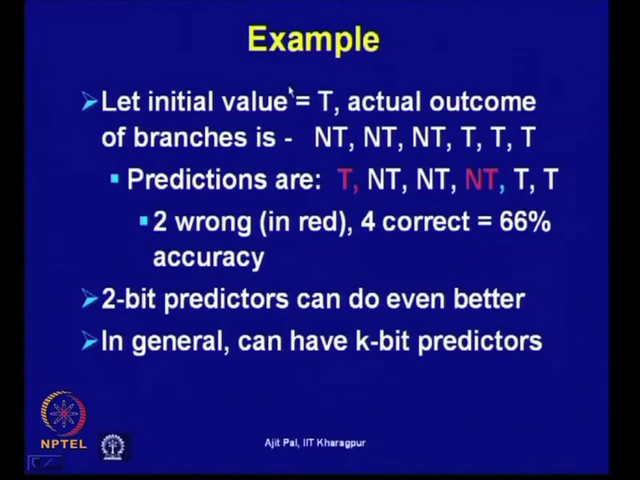 Example
Let initial value = T, actual outcome
of branches is - NT, NT, NT, T, T, T
Predictions are: T, NT, NT, NT, T, T
2 wrong (in red), 4 correct = 66%
accuracy
2-bit predictors can do even better
In general, can have k-bit predictors
NPTEL
Ajit Pal, IIT Kharagpur